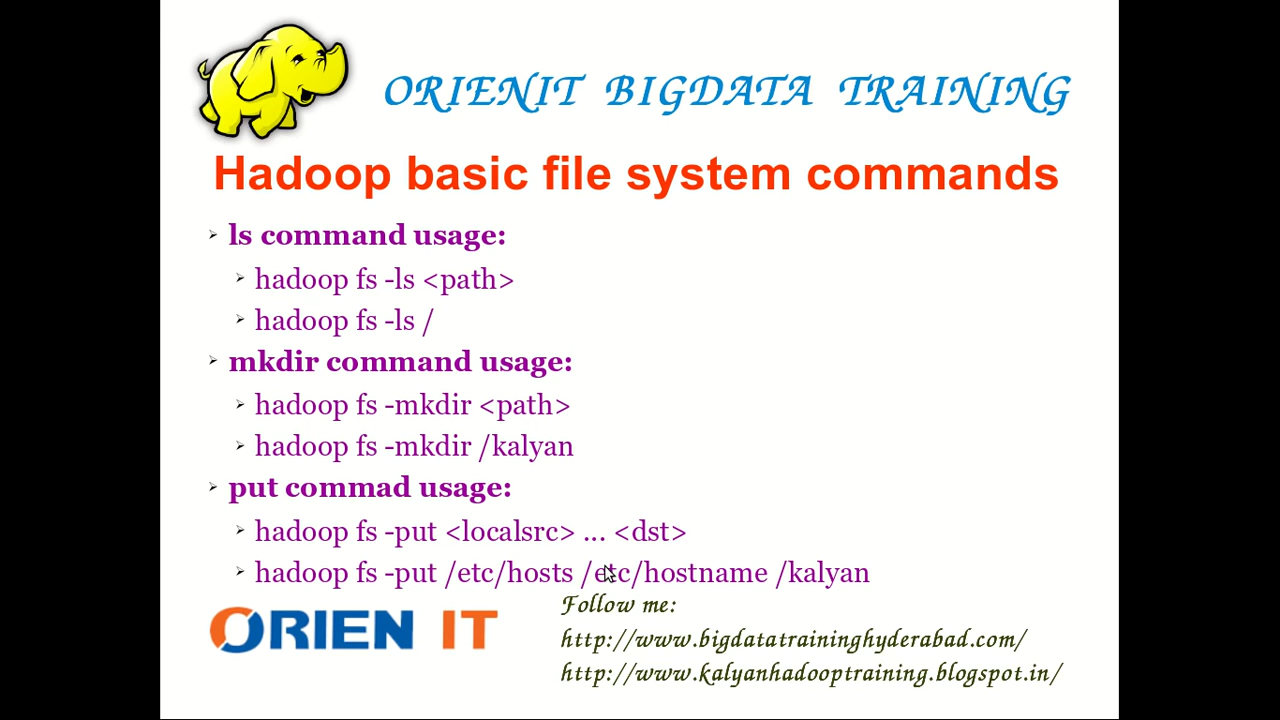 ORIENIT BIGDATA TRAINING
Hadoop basic file system commands
ls command usage:
hadoop fs -ls <path>
hadoop fs -ls /
mkdir command usage:
hadoop fs -mkdir <path>
hadoop fs -mkdir /kalyan
put commad usage:
hadoop fs -put <localsrc> ... <dst>
hadoop fs -put /etc/hosts /etc/hostname /kalyan
ORIEN IT
Follow me:
http://www.bigdatatraininghyderabad.com/
http://www.kalyanhadooptraining.blogspot.in/